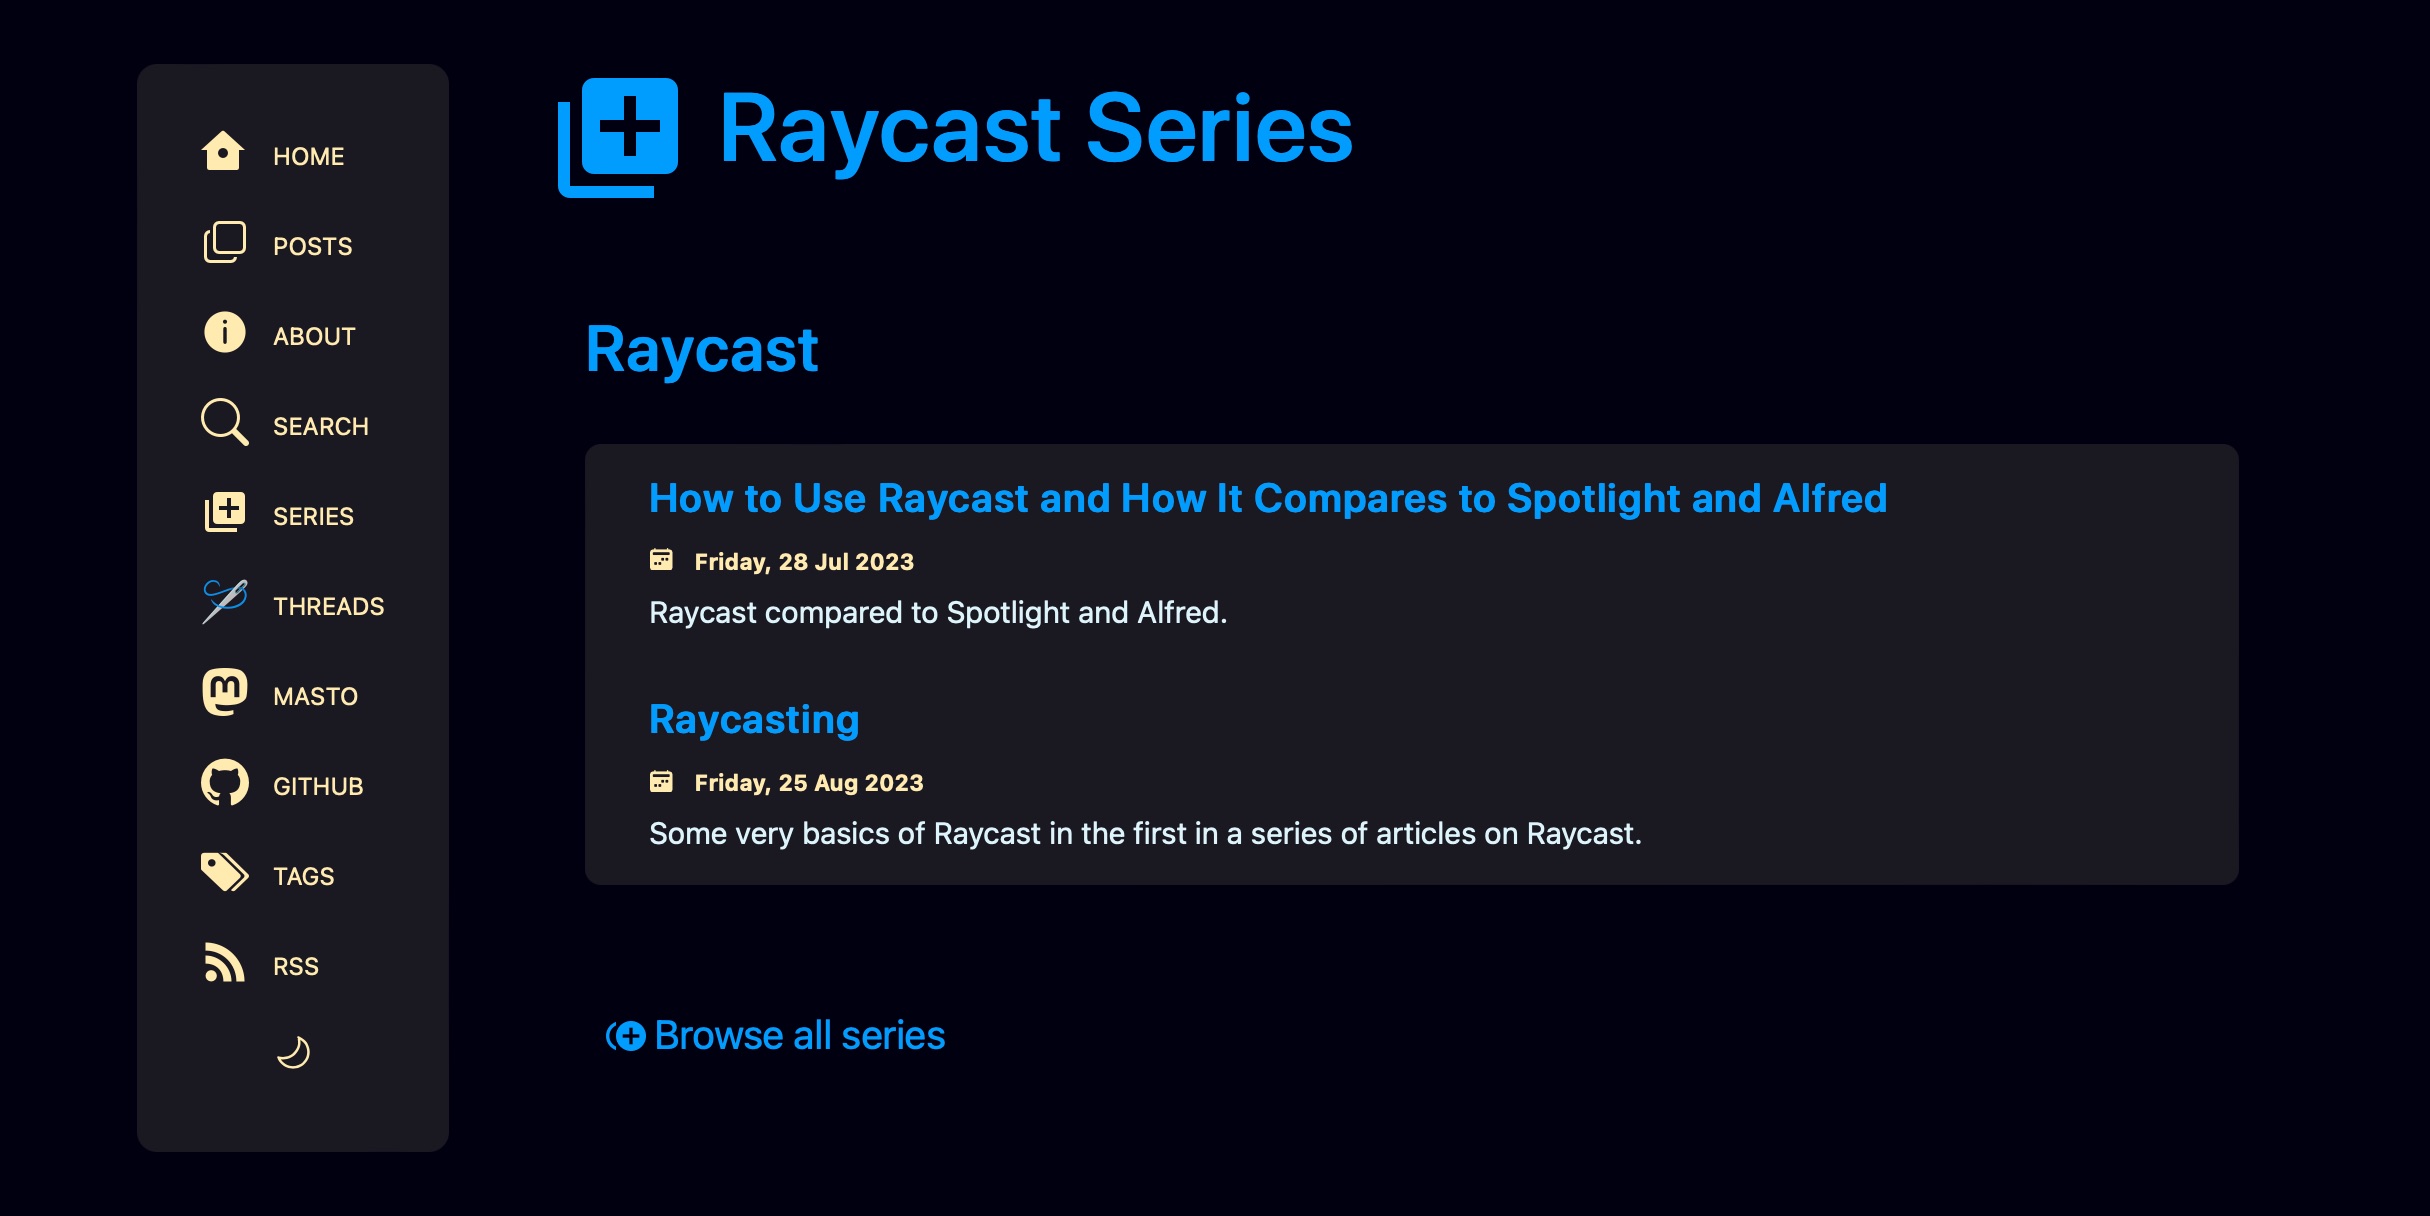 HOME
POSTS
ABOUT
SEARCH
SERIES
THREADS
MASTO
GITHUB
TAGS
RSS
Raycast Series
Raycast
How to Use Raycast and How It Compares to Spotlight and Alfred
Friday, 28 Jul 2023
Raycast compared to Spotlight and Alfred.
Raycasting
Friday, 25 Aug 2023
Some very basics of Raycast in the first in a series of articles on Raycast.
Browse all series